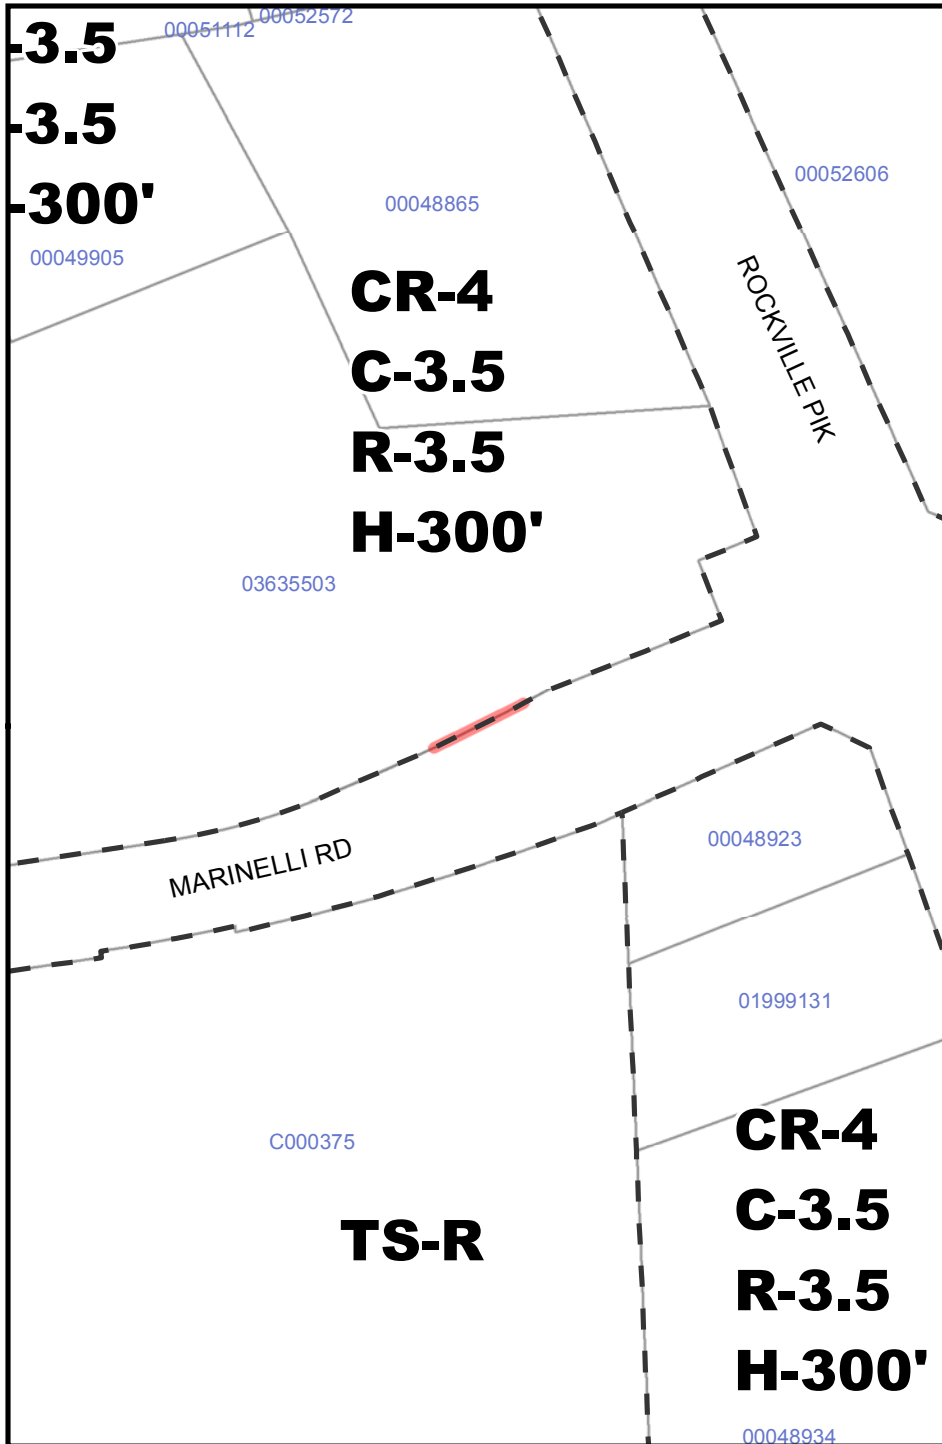 00051112
00052572
-3.5
-3.5
-300'
00049905
00048865
00052606
CR-4
C-3.5
R-3.5
H-300'
ROCKVILLE PIK
03635503
MARINELLI RD
00048923
01999131
C000375
TS-R
CR-4
C-3.5
R-3.5
H-300'
00048934